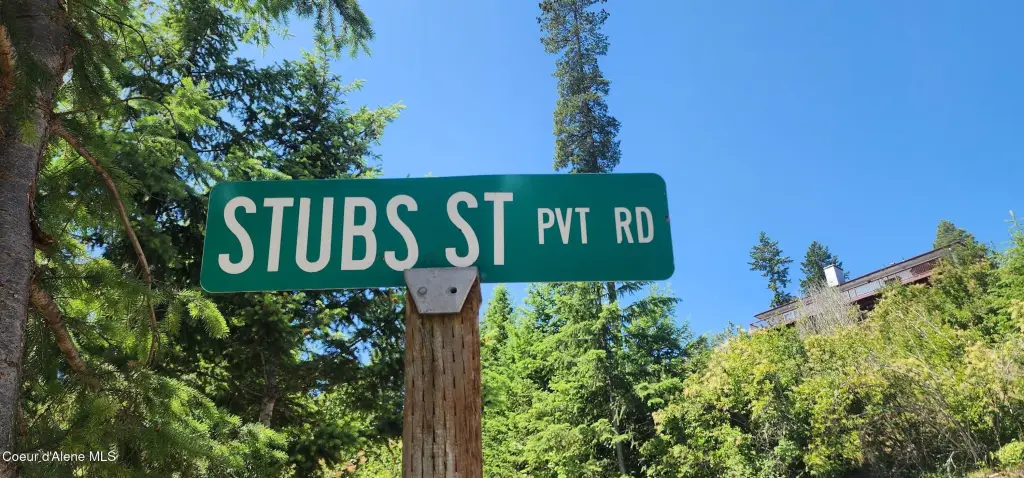 STUBS ST PVT RD
Coeur d'Alene MLS